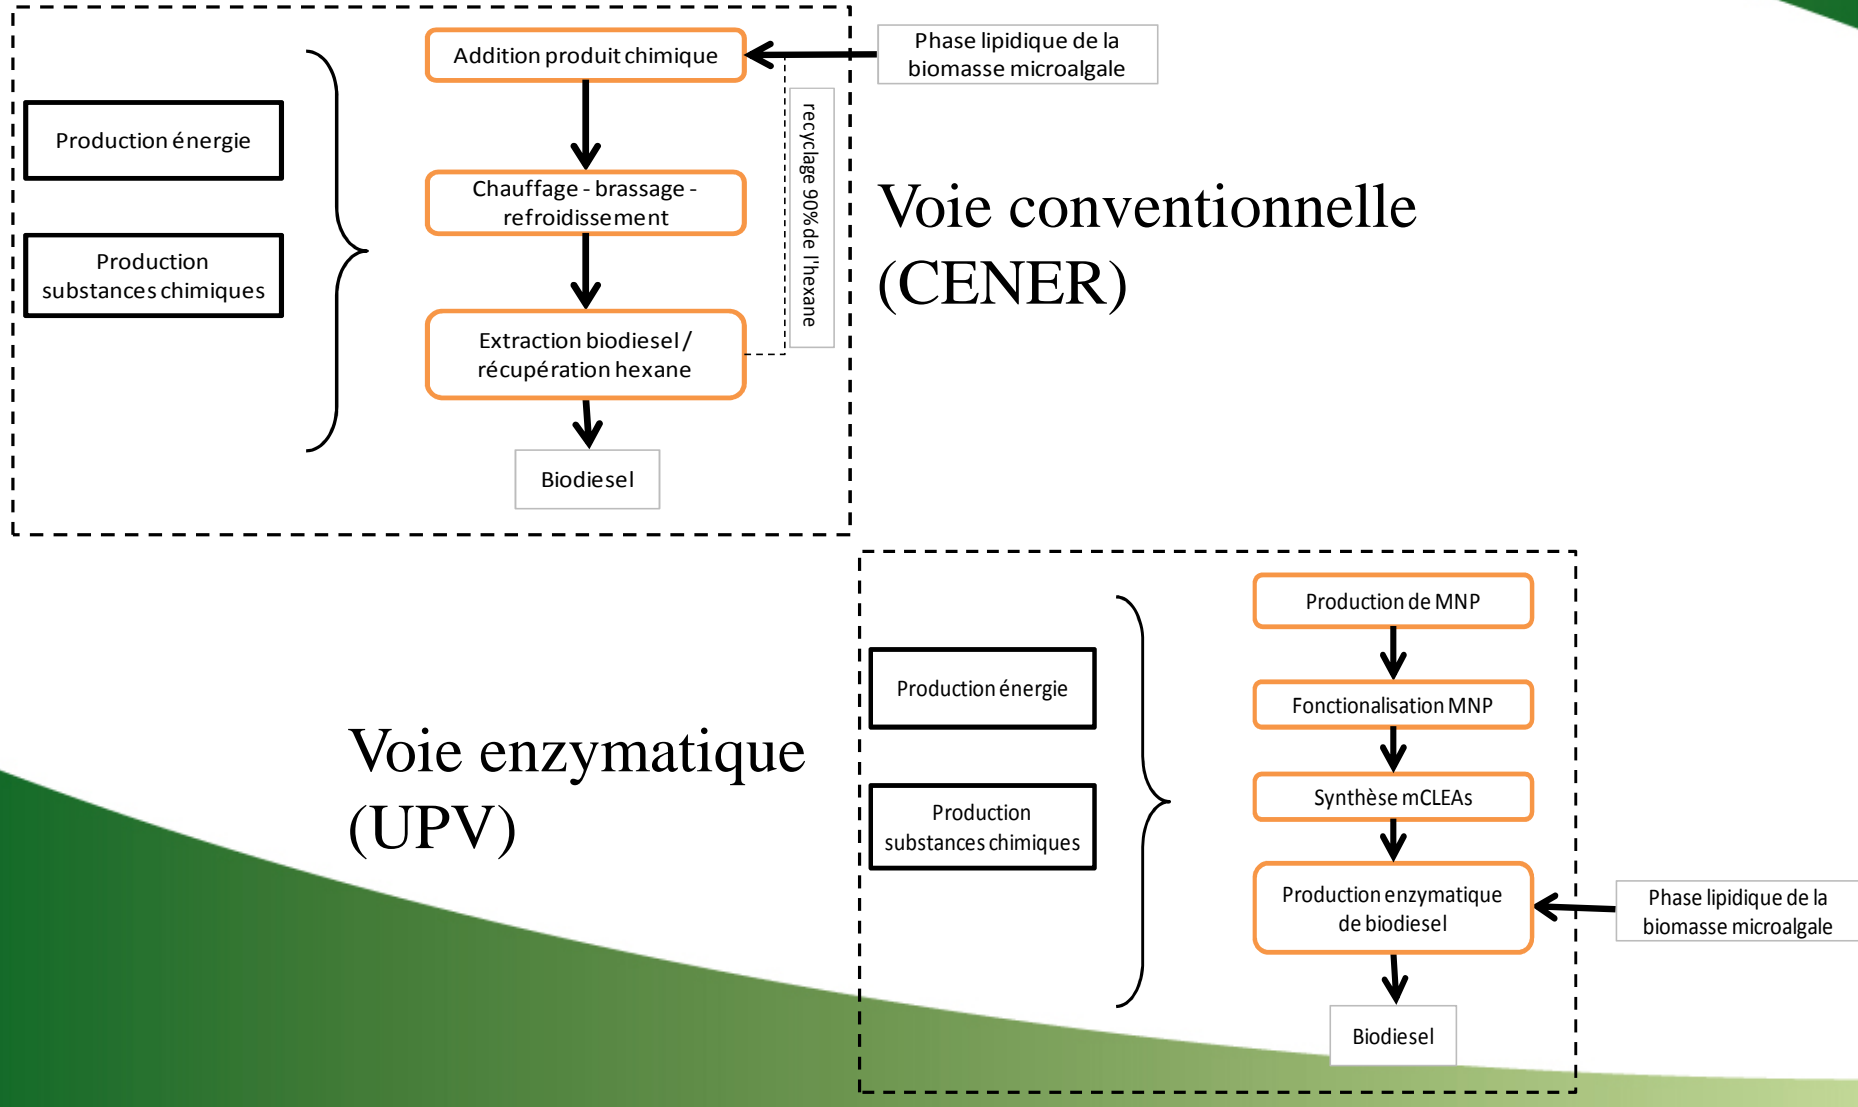 Addition produit chimique
Phase lipidique de la
biomasse microalgale
Production énergie
recyclage 90% de l'hexane
Chauffage - brassage -
refroidissement
Production
substances chimiques
Extraction biodiesel /
récupération hexane
Biodiesel
Voie conventionnelle
(CENER)
Voie enzymatique
(UPV)
Production de MNP
Production énergie
Fonctionalisation MNP
Synthèse mCLEAs
Production
substances chimiques
Production enzymatique
de biodiesel
Phase lipidique de la
biomasse microalgale
Biodiesel